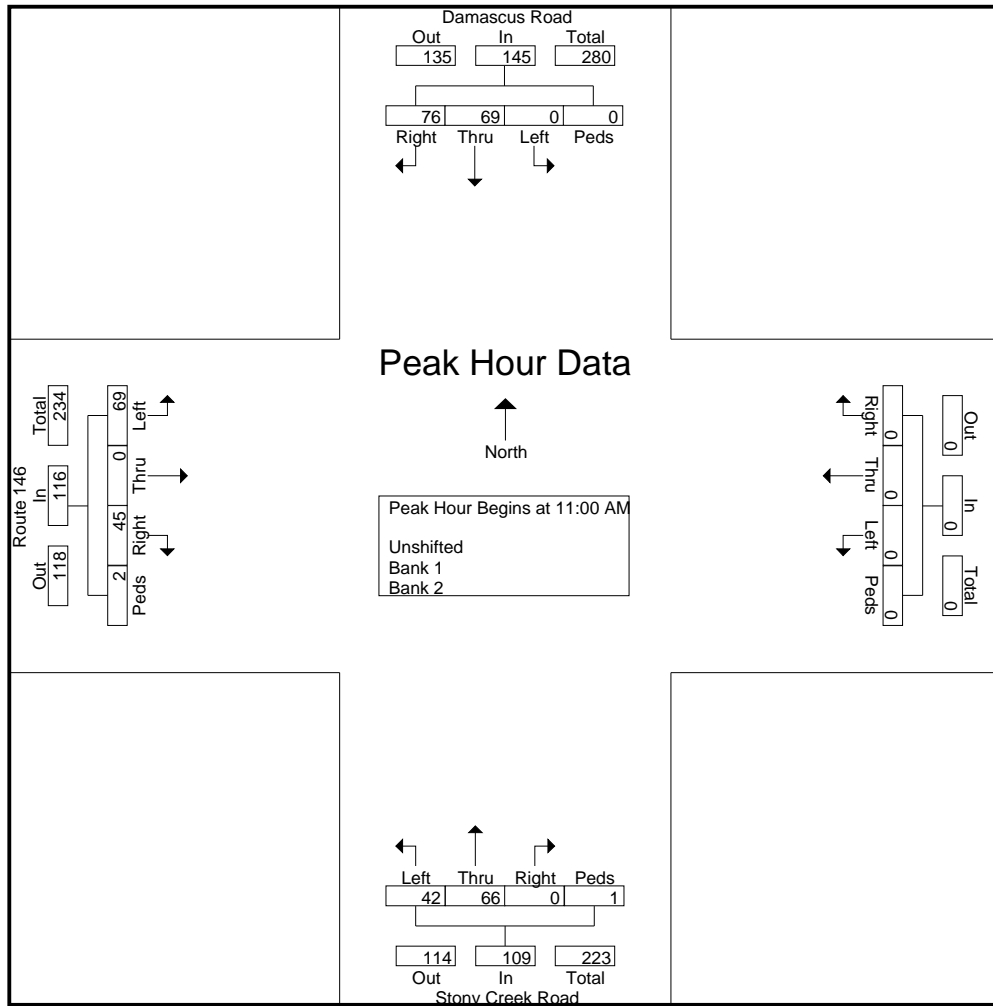 Damascus Road
Out In Total
135 145 280
76 69 0 0
Right Thru Left Peds
Peak Hour Data
North
Peak Hour Begins at 11:00 AM
Unshifted
Bank 1
Bank 2
Route 146
Out In Total
118 116 234
69 0 45 2
Left Thru Right Peds
Right Thru Left Peds
0 0 0 0
Out In Total
0 0 0
Left Thru Right Peds
42 66 0 1
114 109 223
Out In Total
Stony Creek Road